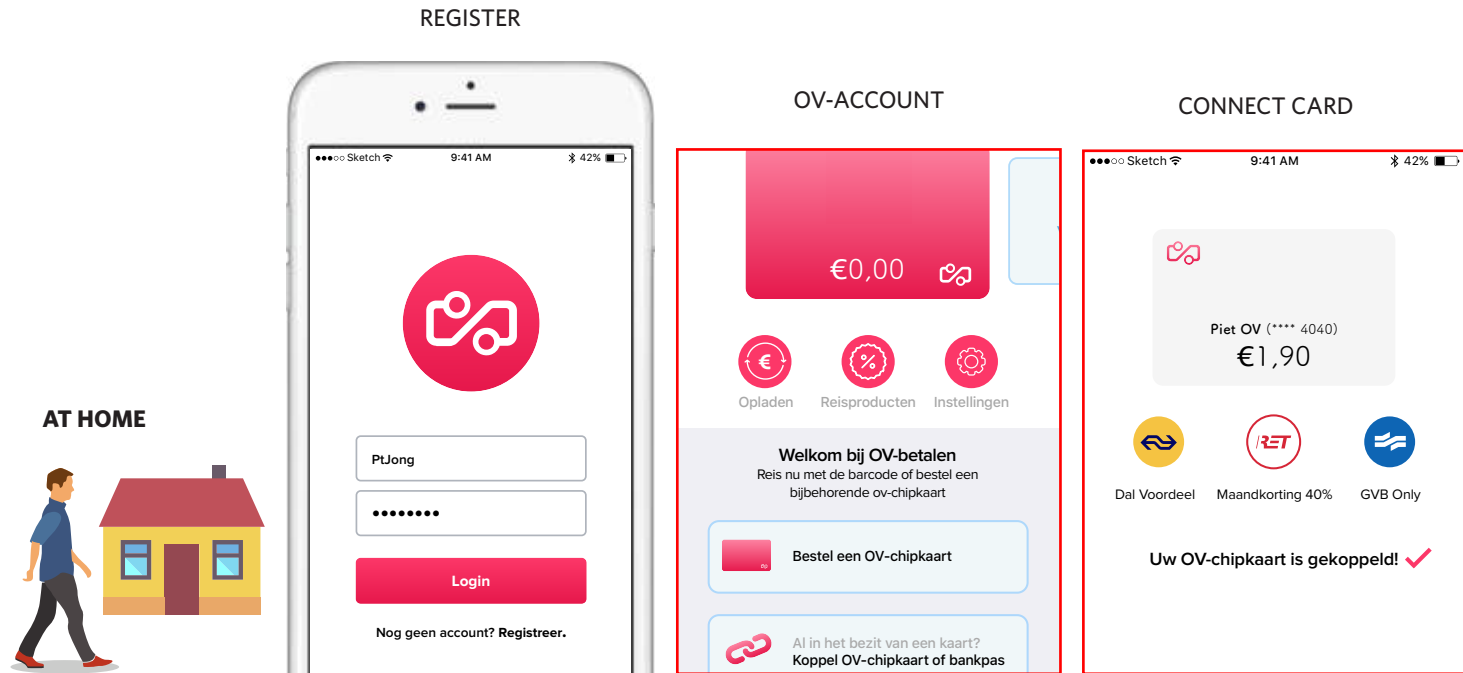 REGISTER
OV-ACCOUNT
CONNECT CARD
AT HOME
Sketch 9:41 AM 42%
PtJong
••••••••
Login
Nog geen account? Registreer.
€0,00
€
%
Opladen Reisproducten Instellingen
Welkom bij OV-betalen
Reis nu met de barcode of bestel een
bijbehorende ov-chipkaart
Bestel een OV-chipkaart
Al in het bezit van een kaart?
Koppel OV-chipkaart of bankpas
Sketch 9:41 AM 42%
Piet OV (**** 4040)
€1,90
RET
Dal Voordeel Maandkorting 40% GVB Only
Uw OV-chipkaart is gekoppeld!